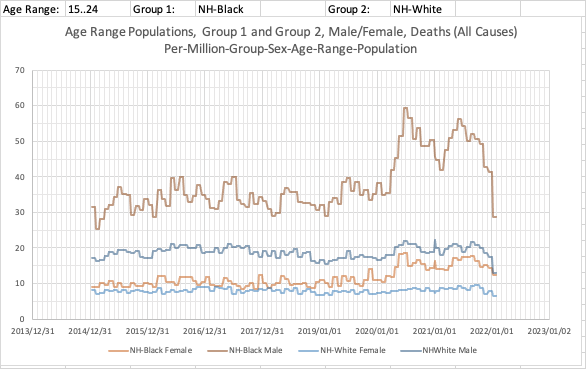 Age Range: 15..24 Group 1: NH-Black Group 2: NH-White
Age Range Populations, Group 1 and Group 2, Male/Female, Deaths (All Causes)
Per-Million-Group-Sex-Age-Range-Population
70
60
50
40
30
20
10
0
2013/12/31 2014/12/31 2015/12/31 2016/12/31 2017/12/31 2019/01/01 2020/01/01 2021/01/01 2022/01/01 2023/01/02
NH-Black Female NH-Black Male NH-White Female NHWhite Male